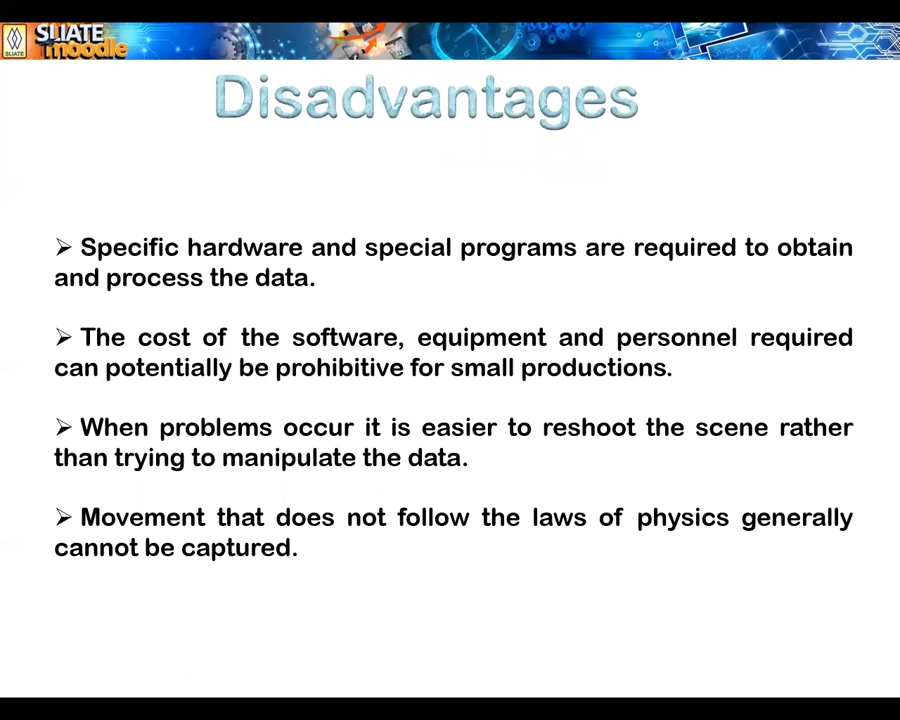 SLIATE
moodle
SLIATE
Disadvantages
➢ Specific hardware and special programs are required to obtain
and process the data.
➢ The cost of the software, equipment and personnel required
can potentially be prohibitive for small productions.
➢ When problems occur it is easier to reshoot the scene rather
than trying to manipulate the data.
➢ Movement that does not follow the laws of physics generally
cannot be captured.